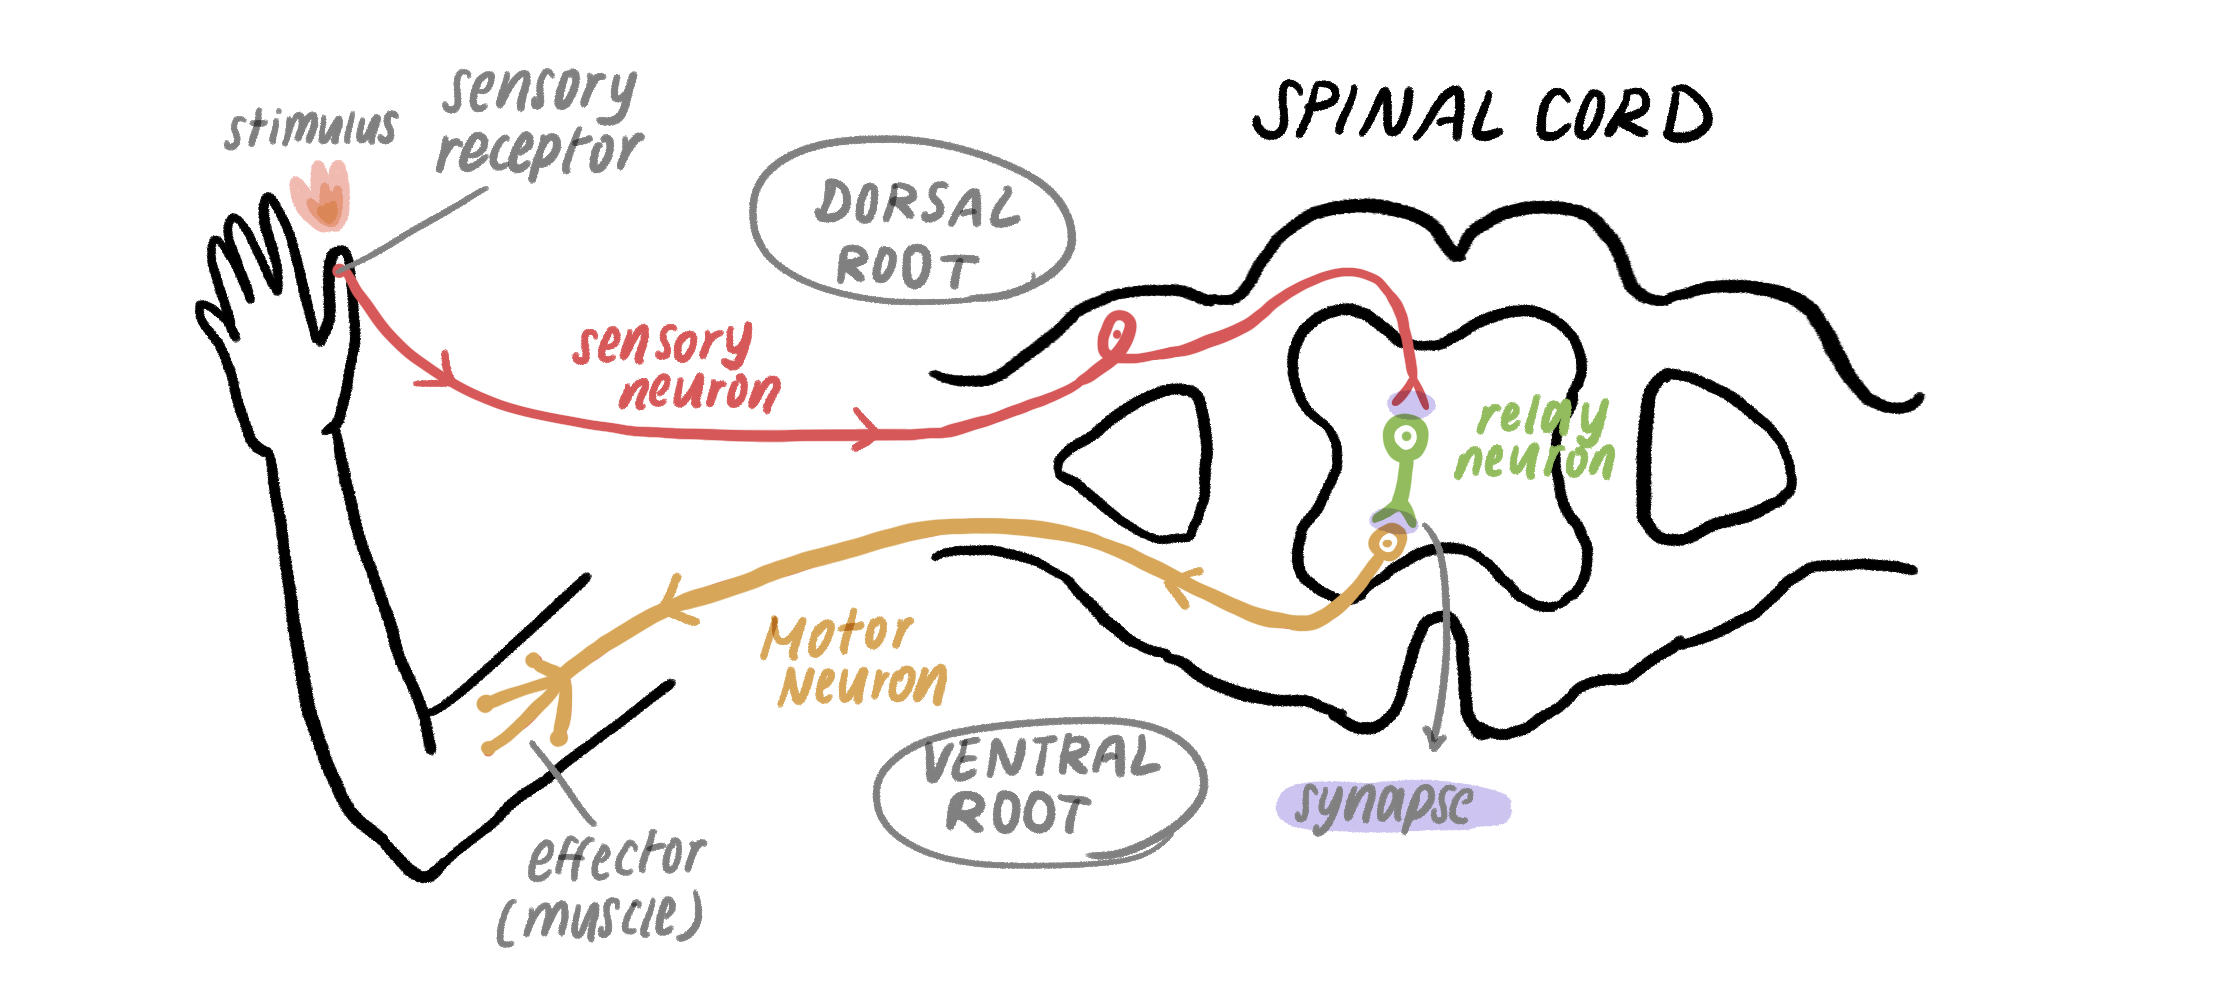 stimulus
sensory
receptor
SPINAL CORD
DORSAL
ROOT
sensory
neuron
relay
neuron
MOTOR
NEURON
VENTRAL
ROOT
synapse
effector
(muscle)